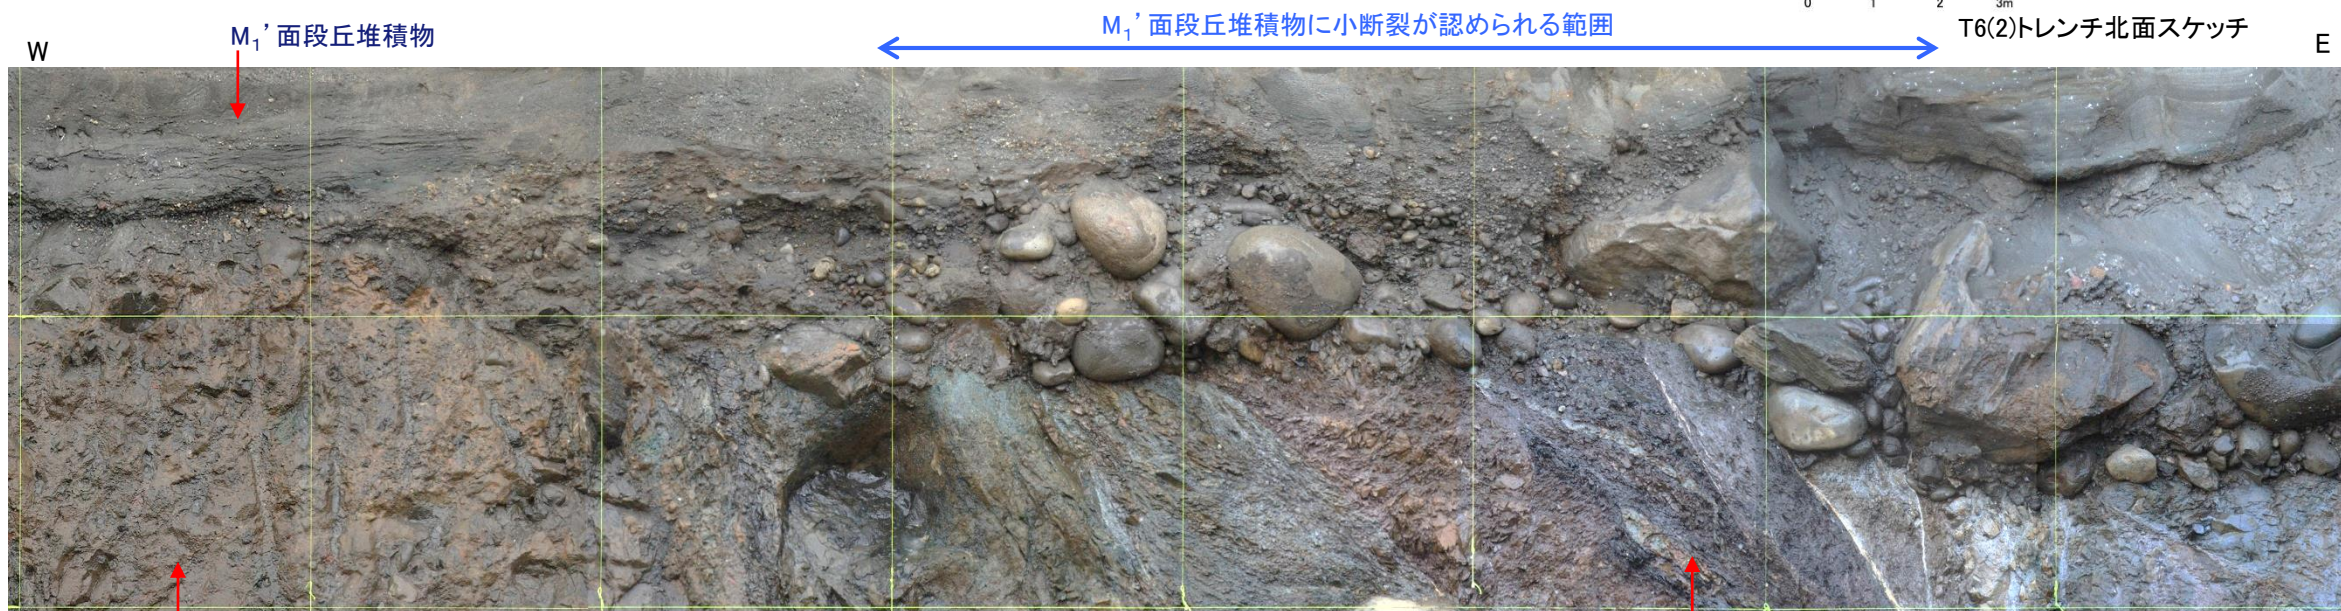 0 1 2 3m
M₁’面段丘堆積物に小断裂が認められる範囲
T6(2)トレンチ北面スケッチ
M₁’面段丘堆積物
W
E